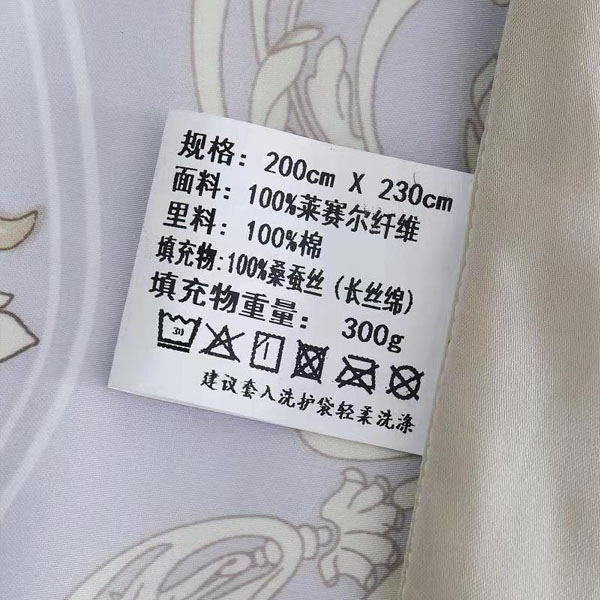 规格: 200cm X 230cm
面料: 100%莱赛尔纤维
里料: 100%棉
填充物:100%桑蚕丝 (长丝绵)
填充物重量: 300g
30
建议套入洗护袋轻柔洗涤